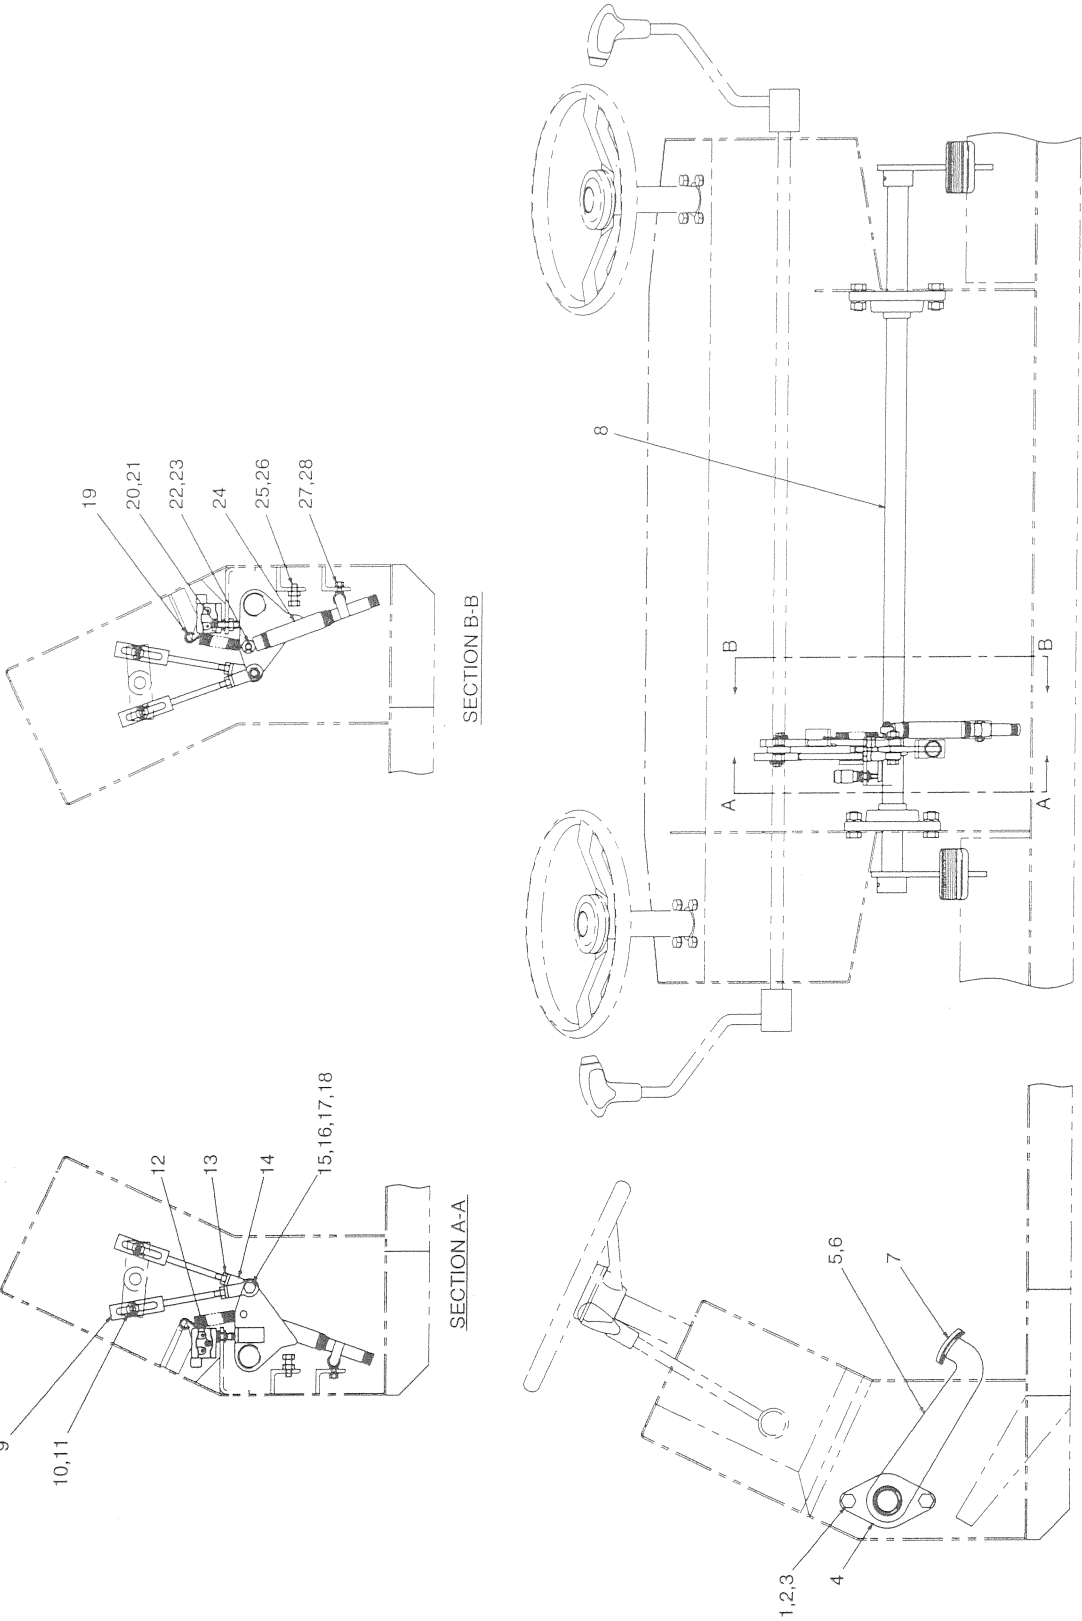 19
20,21
22,23
24
25,26
27,28
SECTION B-B
8
B
B
A
A
9
10,11
12
13
14
15,16,17,18
SECTION A-A
5,6
7
1,2,3
4